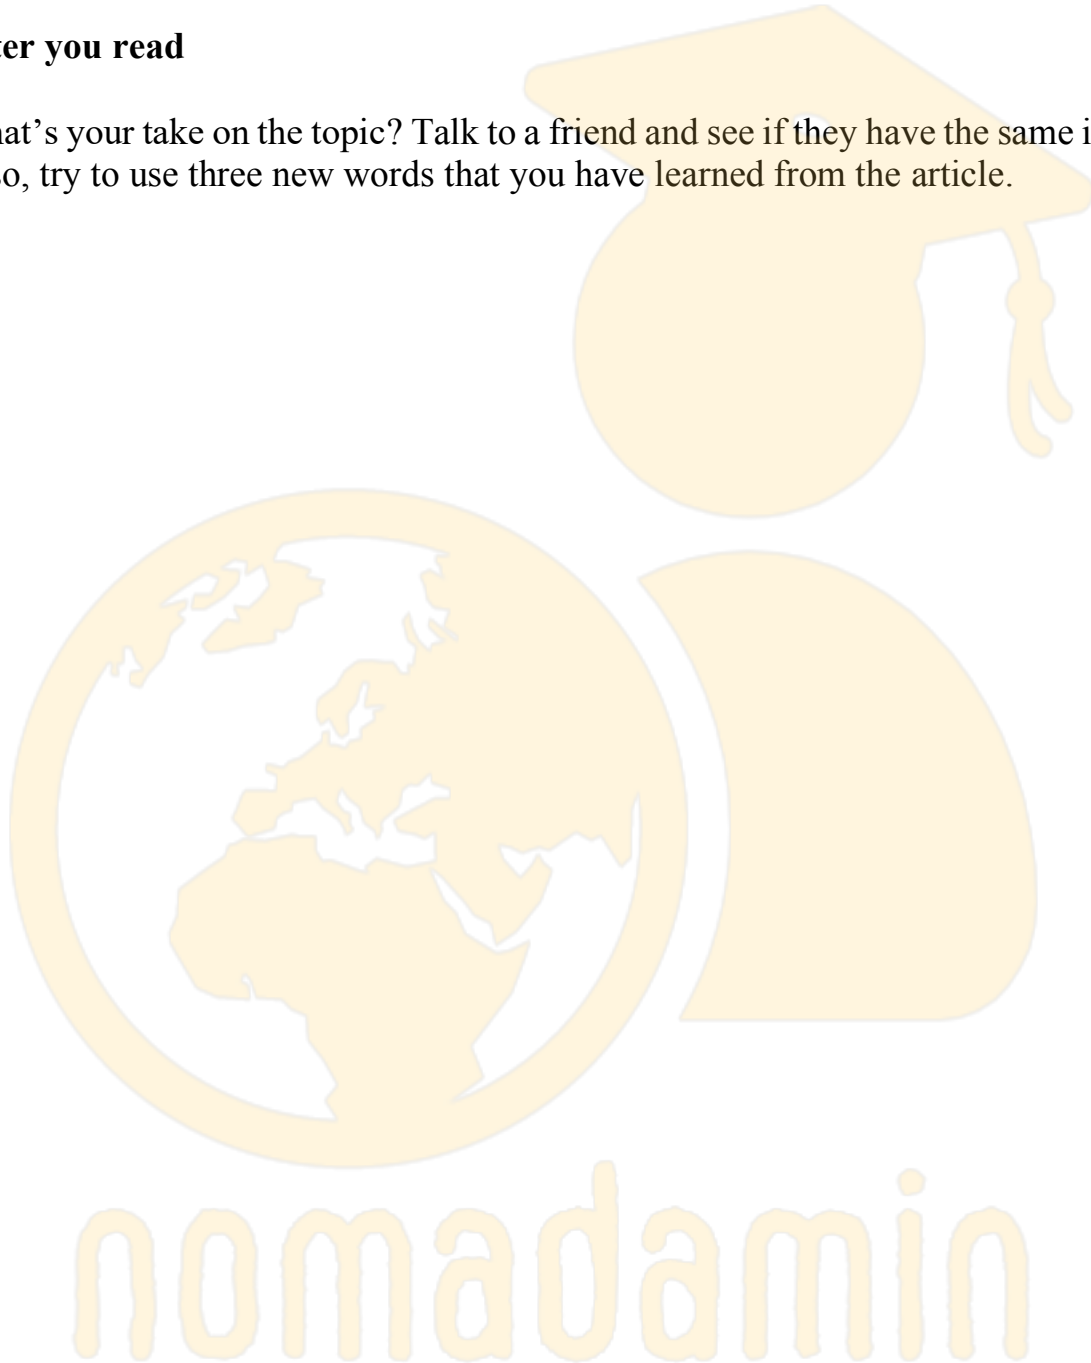 ter you read
hat’s your take on the topic? Talk to a friend and see if they have the same i
so, try to use three new words that you have learned from the article.
nomadamin